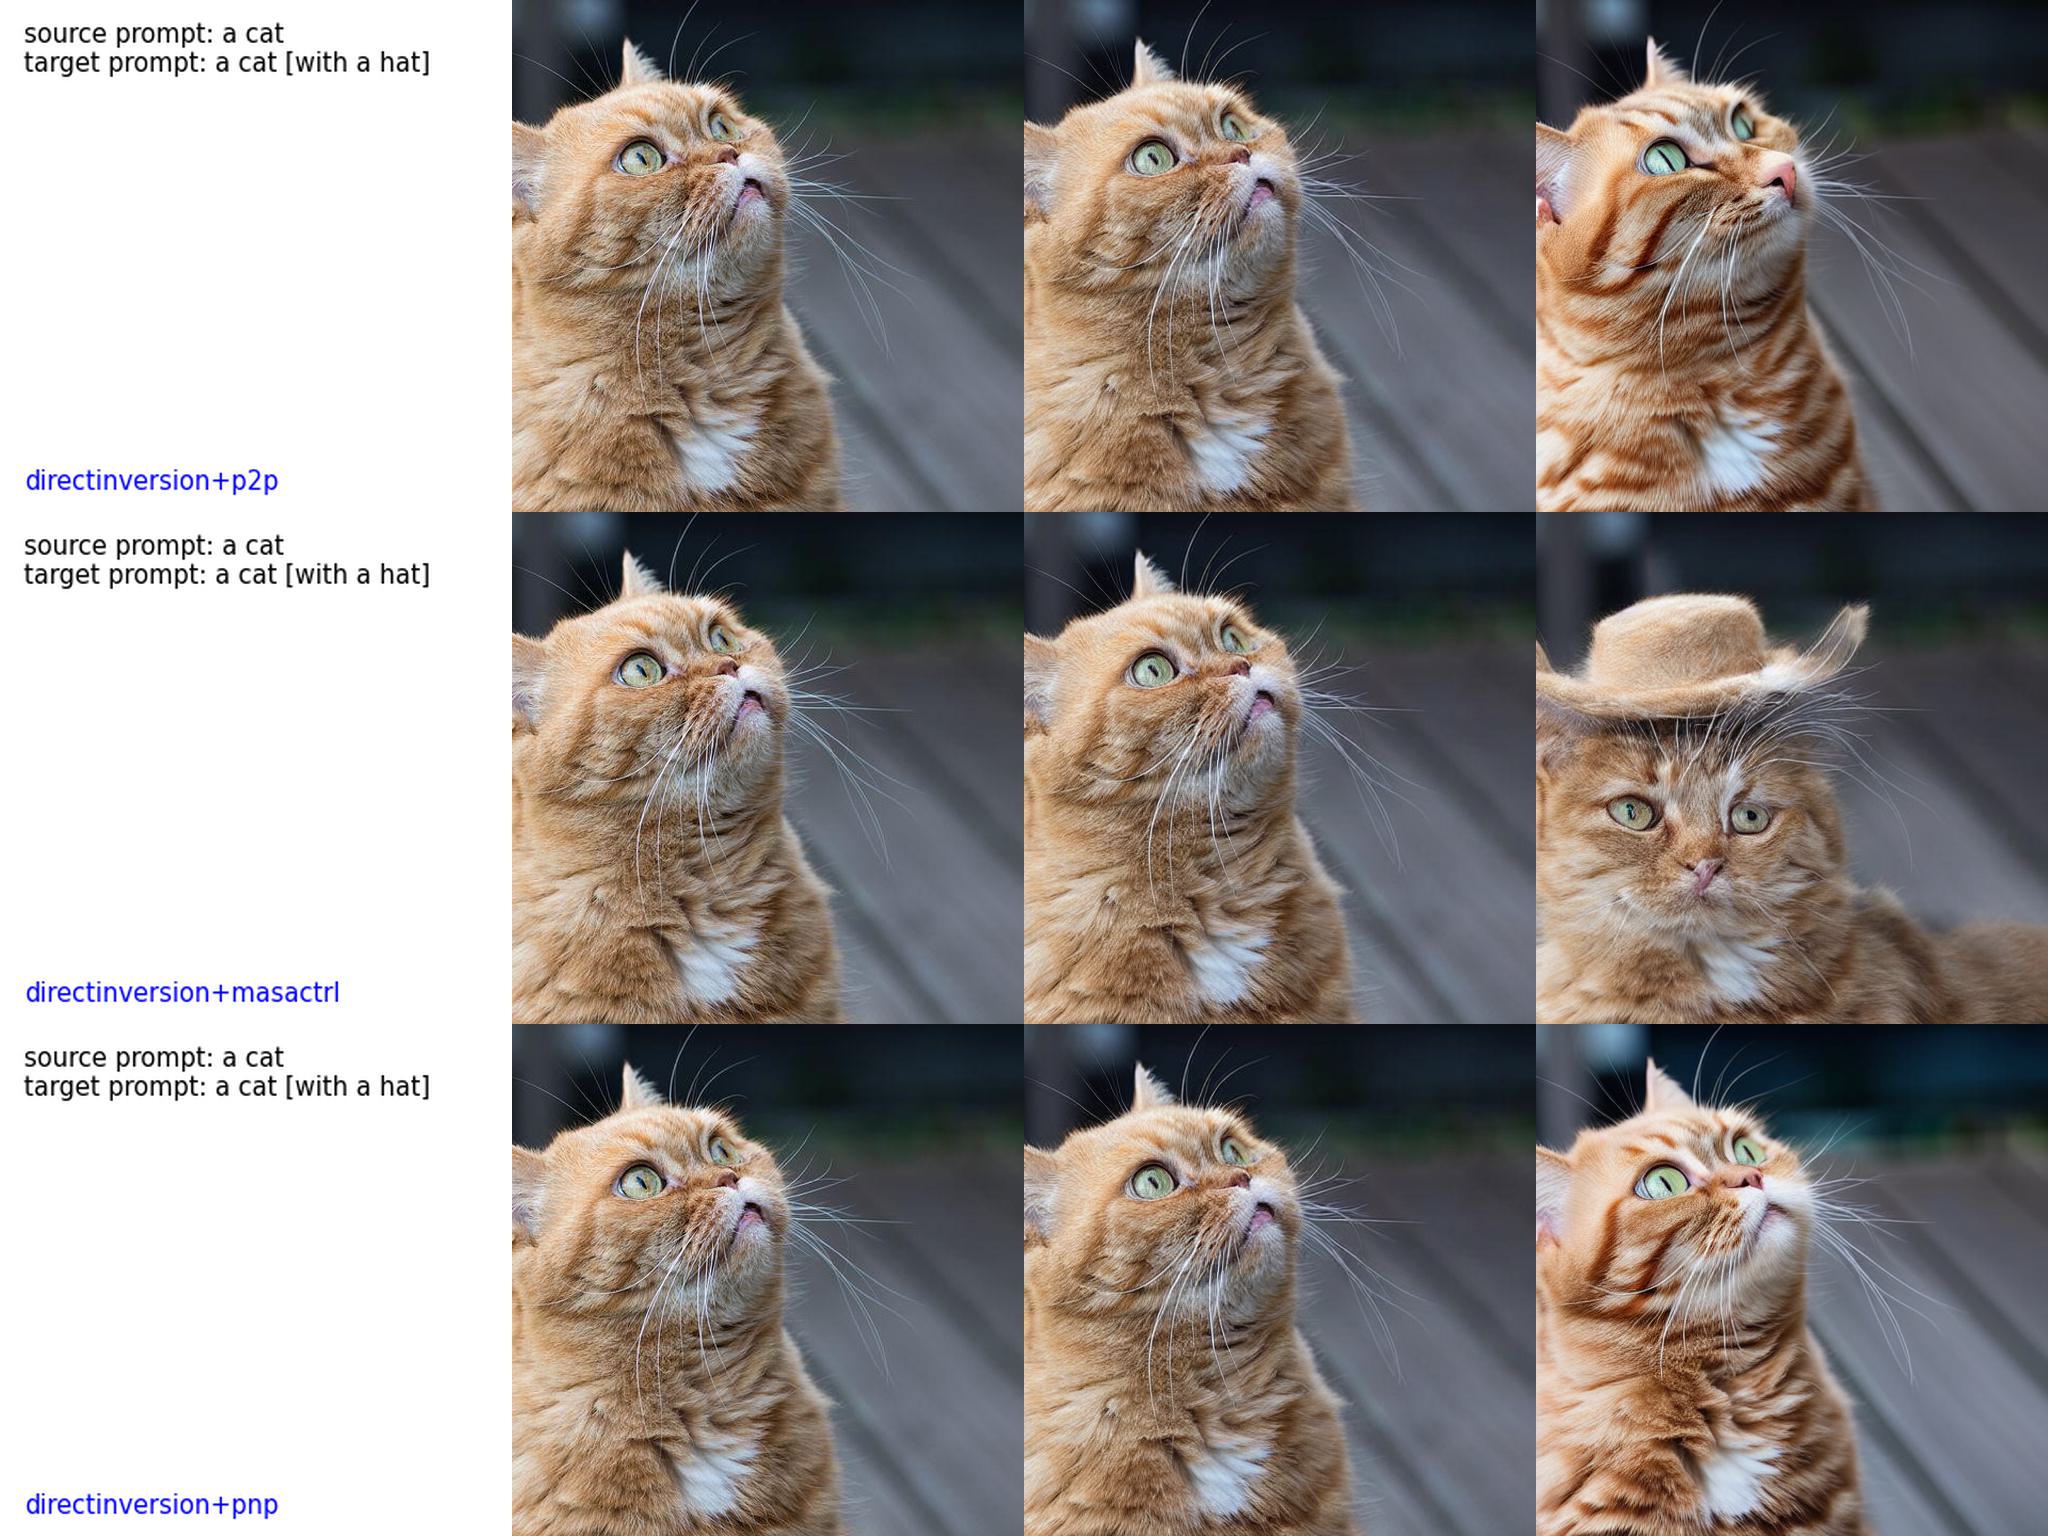 source prompt: a cat
target prompt: a cat [with a hat]
directinversion+p2p
source prompt: a cat
target prompt: a cat [with a hat]
directinversion+masactrl
source prompt: a cat
target prompt: a cat [with a hat]
directinversion+pnp